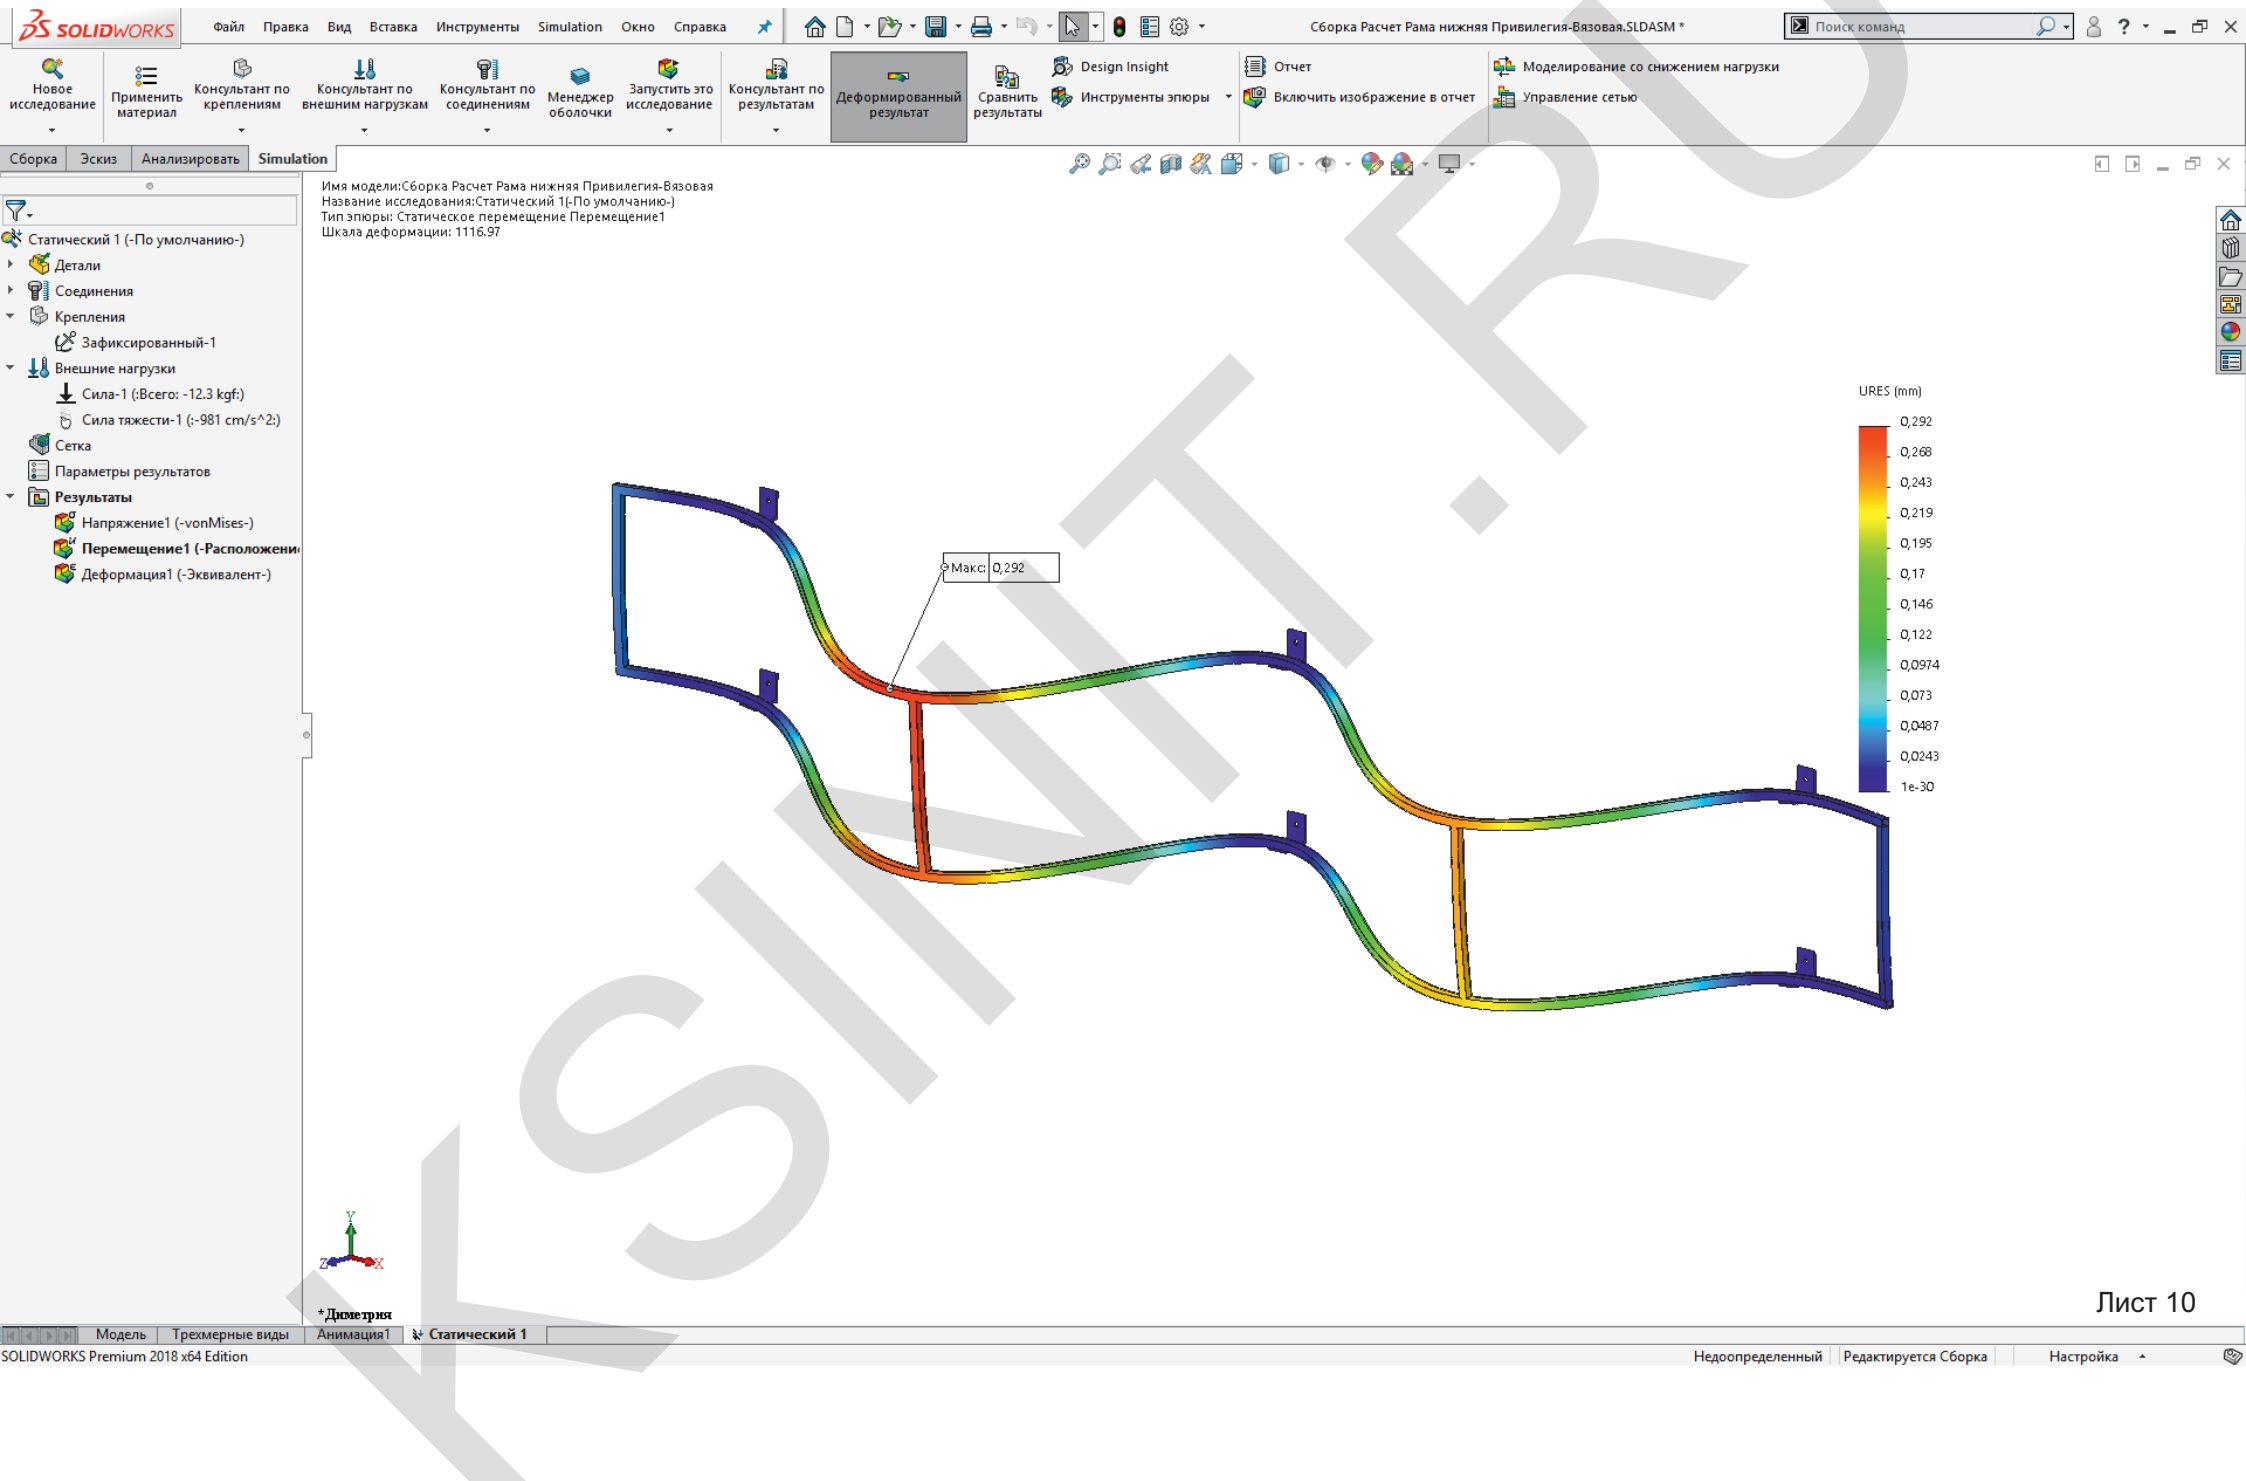 SOLIDWORKS
Файл Правка Вид Вставка Инструменты Simulation Окно Справка
Сборка Расчет Рама нижняя Привилегия-Вязовая.SLDASM *
Поиск команд
Новое исследование
Применить материал
Консультант по креплениям
Консультант по внешним нагрузкам
Консультант по соединениям
Менеджер оболочки
Запустить это исследование
Консультант по результатам
Деформированный результат
Сравнить результаты
Design Insight
Инструменты эпюры
Отчет
Включить изображение в отчет
Моделирование со снижением нагрузки
Управление сетью
Сборка Эскиз Анализировать Simulation
Имя модели:Сборка Расчет Рама нижняя Привилегия-Вязовая
Название исследования:Статический 1(-По умолчанию-)
Тип эпюры: Статическое перемещение Перемещение1
Шкала деформации: 1116.97
Статический 1 (-По умолчанию-)
Детали
Соединения
Крепления
Зафиксированный-1
Внешние нагрузки
Сила-1 (:Всего: -12.3 kgf:)
Сила тяжести-1 (:-981 cm/s^2:)
Сетка
Параметры результатов
Результаты
Напряжение1 (-vonMises-)
Перемещение1 (-Расположени
Деформация1 (-Эквивалент-)
Макс: 0,292
URES (mm)
0,292
0,268
0,243
0,219
0,195
0,17
0,146
0,122
0,0974
0,073
0,0487
0,0243
1e-30
Y
Z X
*Диметрия
Лист 10
Модель Трехмерные виды Анимация1 Статический 1
SOLIDWORKS Premium 2018 x64 Edition
Недоопределенный Редактируется Сборка Настройка
KSINIT.RU